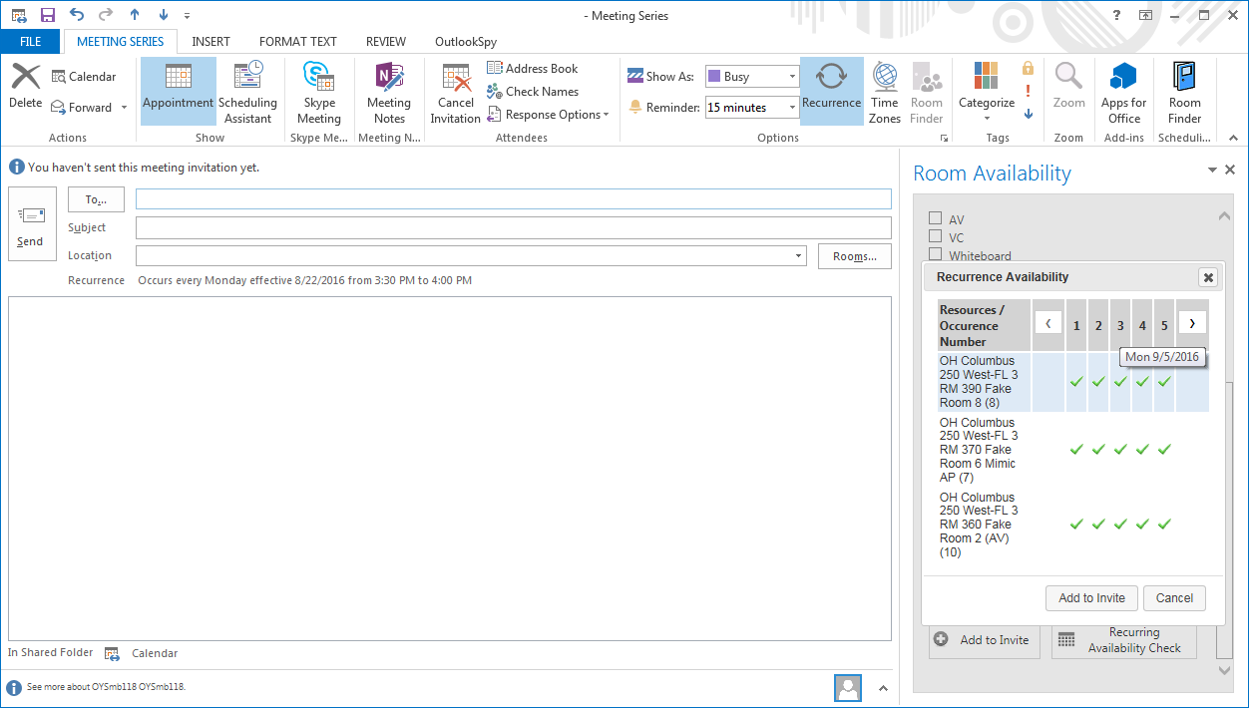 - Meeting Series
?
FILE
MEETING SERIES
INSERT
FORMAT TEXT
REVIEW
OutlookSpy
Delete
Calendar
Forward
Actions
Appointment
Scheduling
Assistant
Show
Skype
Meeting
Skype Me...
Meeting
Notes
Meeting N...
Cancel
Invitation
Address Book
Check Names
Response Options
Attendees
Show As:
Busy
Reminder:
15 minutes
Recurrence
Time
Zones
Room
Finder
Options
Categorize
Tags
Zoom
Zoom
Apps for
Office
Add-ins
Room
Finder
Scheduli...
You haven't sent this meeting invitation yet.
Send
To...
Subject
Location
Rooms...
Recurrence
Occurs every Monday effective 8/22/2016 from 3:30 PM to 4:00 PM
In Shared Folder
Calendar
See more about OYSmb118 OYSmb118.
Room Availability
AV
VC
Whiteboard
Recurrence Availability
Resources /
Occurence
Number
1 2 3 4 5
Mon 9/5/2016
OH Columbus
250 West-FL 3
RM 390 Fake
Room 8 (8)
OH Columbus
250 West-FL 3
RM 370 Fake
Room 6 Mimic
AP (7)
OH Columbus
250 West-FL 3
RM 360 Fake
Room 2 (AV)
(10)
Add to Invite
Cancel
Add to Invite
Recurring
Availability Check